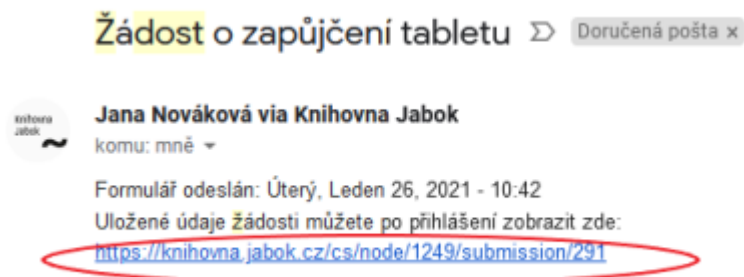 Žádost o zapůjčení tabletu Doručená pošta x
knihovna
Jabok
Jana Nováková via Knihovna Jabok
komu: mně
Formulář odeslán: Úterý, Leden 26, 2021 - 10:42
Uložené údaje žádosti můžete po přihlášení zobrazit zde:
https://knihovna.jabok.cz/cs/node/1249/submission/291